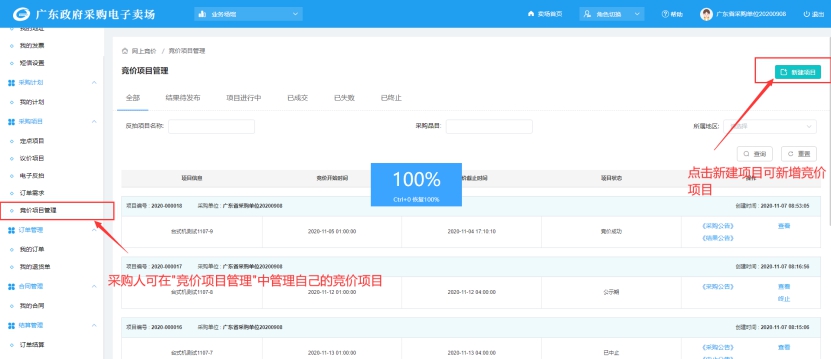 广东政府采购电子卖场
业务场馆
卖场首页
角色切换
帮助
广东省采购单位20200908
退出
我的地址
我的发票
短信设置
采购计划
我的计划
采购项目
定点项目
议价项目
电子反拍
订单需求
竞价项目管理
订单管理
我的订单
我的退货单
合同管理
我的合同
结算管理
订单结算
网上竞价 / 竞价项目管理
竞价项目管理
新建项目
全部 结果待发布 项目进行中 已成交 已失败 已终止
反拍项目名称: 采购品目: 所属地区: 请选择
查询 重置
项目信息 竞价开始时间 竞价截止时间 项目状态 操作
100%
Ctrl+0 恢复100%
点击新建项目可新增竞价
项目
项目编号:2020-000018 采购单位:广东省采购单位20200908 创建时间:2020-11-07 08:53:05
台式机测试1107-9 2020-11-05 01:00:00 2020-11-04 17:10:10 竞价成功 《采购公告》 查看
《结果公告》
项目编号:2020-000017 采购单位:广东省采购单位20200908 创建时间:2020-11-07 08:16:56
采购人可在"竞价项目管理"中管理自己的竞价项目
台式机测试1107-8 2020-11-12 01:00:00 2020-11-12 04:00:00 公示期 《采购公告》 查看
终止
项目编号:2020-000016 采购单位:广东省采购单位20200908 创建时间:2020-11-07 08:15:06
台式机测试1107-7 2020-11-13 01:00:00 2020-11-13 04:00:00 已中止 《采购公告》 查看